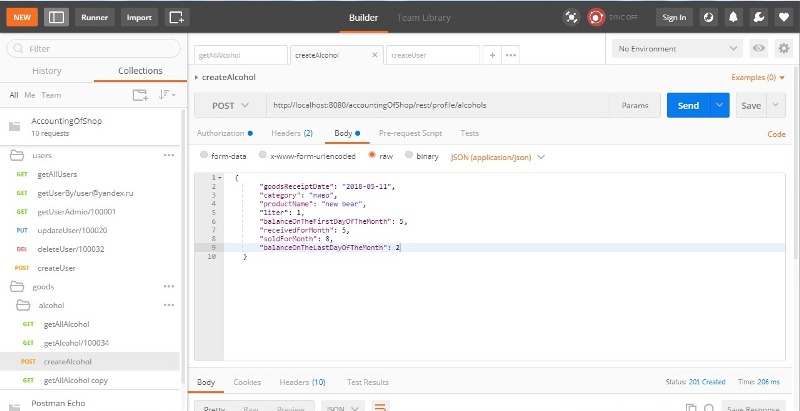 NEW Runner Import Builder Team Library SYNC OFF Sign In
Filter
History Collections
All Me Team
AccountingOfShop
10 requests
users
GET getAllUsers
GET getUserBy/user@yandex.ru
GET getUserAdmin/100001
PUT updateUser/100020
DEL deleteUser/100032
POST createUser
goods
alcohol
GET getAllAlcohol
GET getAlcohol/100034
POST createAlcohol
GET getAllAlcohol copy
Postman Echo
getAllAlcohol createAlcohol createUser No Environment
createAlcohol Examples (0)
POST http://localhost:8080/accountingOfShop/rest/profile/alcohols Params Send Save
Authorization Headers (2) Body Pre-request Script Tests Code
form-data x-www-form-urlencoded raw binary JSON (application/json)
1 {
2 "goodsReceiptDate": "2018-05-11",
3 "category": "пиво",
4 "productName": "new bear",
5 "liter": 1,
6 "balanceOnTheFirstDayOfTheMonth": 5,
7 "receivedForMonth": 5,
8 "soldForMonth": 8,
9 "balanceOnTheLastDayOfTheMonth": 2
10 }
Body Cookies Headers (10) Test Results Status: 201 Created Time: 206 ms
Pretty Raw Preview JSON Save Response